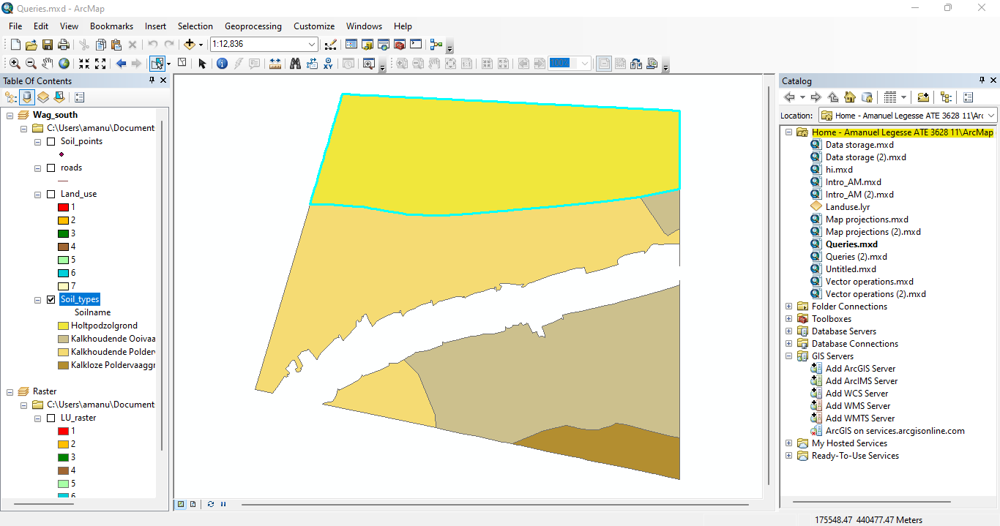 Queries.mxd - ArcMap
File Edit View Bookmarks Insert Selection Geoprocessing Customize Windows Help
1:12,836
100%
Table Of Contents
Wag_south
C:\Users\amanu\Document
Soil_points
roads
Land_use
1
2
3
4
5
6
7
Soil_types
Soilname
Holtpodzolgrond
Kalkhoudende Ooivaa
Kalkhoudende Polder
Kalkloze Poldervaaggr
Raster
C:\Users\amanu\Document
LU_raster
1
2
3
4
5
6
Catalog
Location: Home - Amanuel Legesse ATE 3628 11\Arc
Home - Amanuel Legesse ATE 3628 11\ArcMap
Data storage.mxd
Data storage (2).mxd
hi.mxd
Intro_AM.mxd
Intro_AM (2).mxd
Landuse.lyr
Map projections.mxd
Map projections (2).mxd
Queries.mxd
Queries (2).mxd
Untitled.mxd
Vector operations.mxd
Vector operations (2).mxd
Folder Connections
Toolboxes
Database Servers
Database Connections
GIS Servers
Add ArcGIS Server
Add ArcIMS Server
Add WCS Server
Add WMS Server
Add WMTS Server
ArcGIS on services.arcgisonline.com
My Hosted Services
Ready-To-Use Services
175548.47 440477.47 Meters